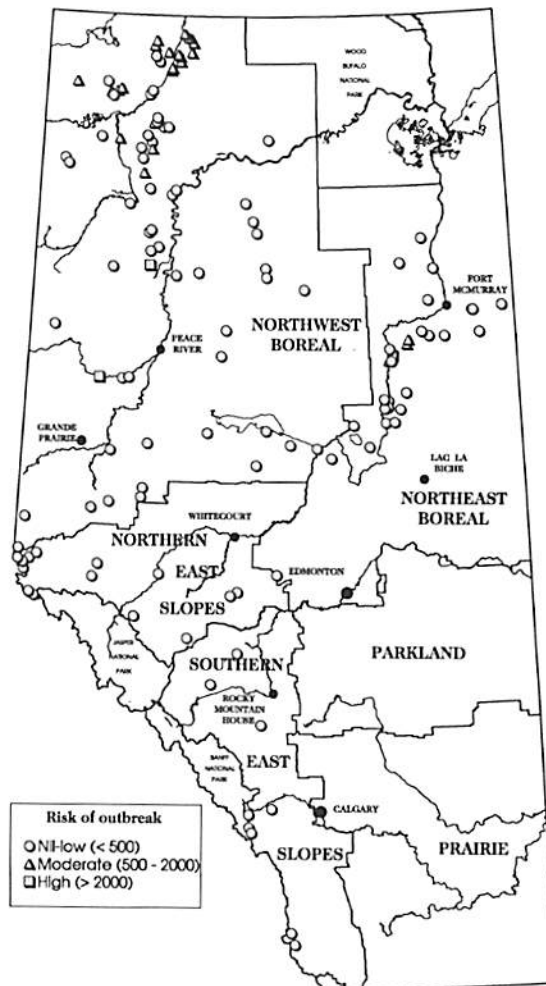 WOOD
BUFALO
NATIONAL
PARK
FORT
MCMURRAY
NORTHWEST
BOREAL
PEACE
RIVER
GRANDE
PRAIRIE
LAC LA
BICHE
NORTHEAST
BOREAL
WHITECOURT
NORTHERN
EAST
SLOPES
EDMONTON
JASPER
NATIONAL
PARK
SOUTHERN
PARKLAND
ROCKY
MOUNTAIN
HOUSE
BANFF
NATIONAL
PARK
EAST
CALGARY
SLOPES
PRAIRIE
Risk of outbreak
Nil-low (< 500)
Moderate (500 - 2000)
High (> 2000)